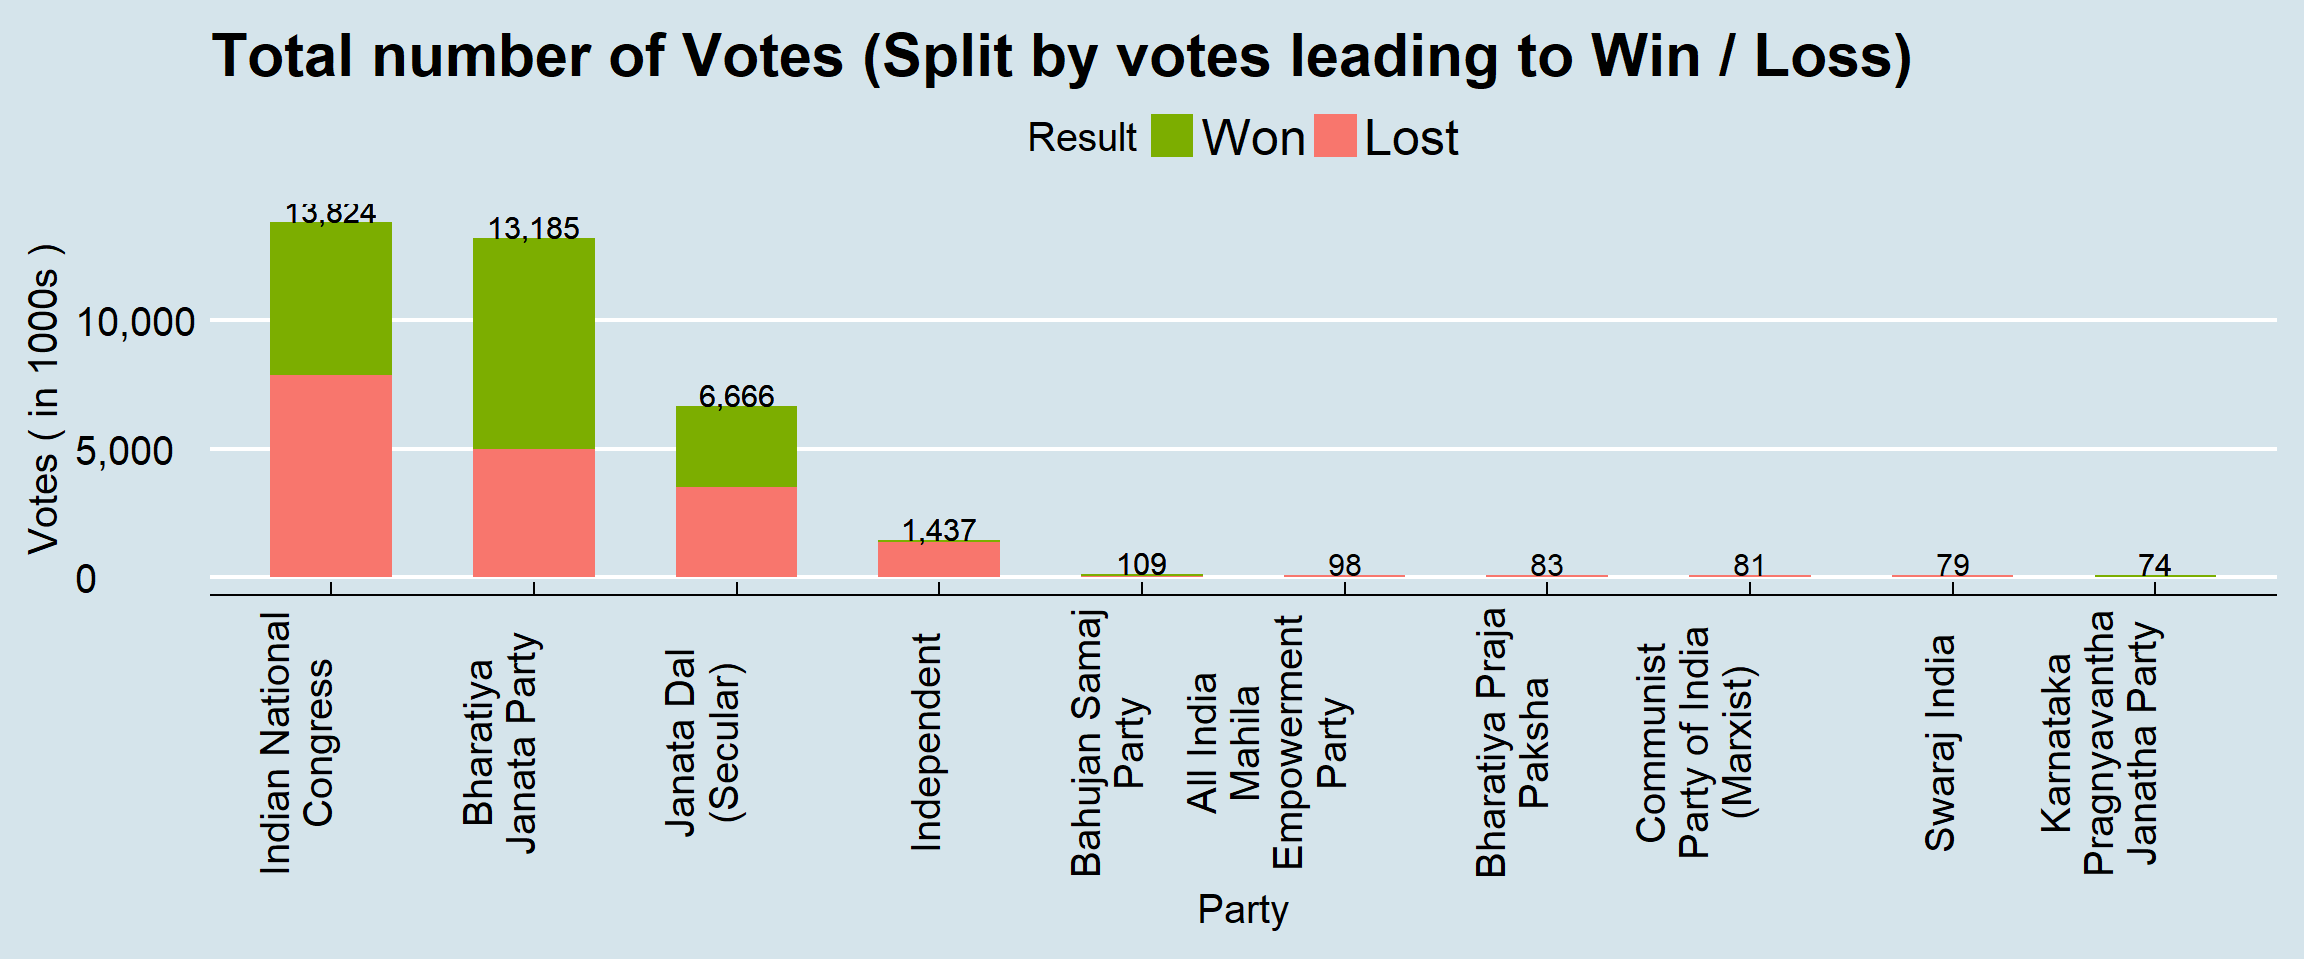 Total number of Votes (Split by votes leading to Win / Loss)
Result Won Lost
Votes ( in 1000s )
10,000
5,000
0
13,824
13,185
6,666
1,437
109
98
83
81
79
74
Indian National
Congress
Bharatiya
Janata Party
Janata Dal
(Secular)
Independent
Bahujan Samaj
Party
All India
Mahila
Empowerment
Party
Bharatiya Praja
Paksha
Communist
Party of India
(Marxist)
Swaraj India
Karnataka
Pragnyavantha
Janatha Party
Party